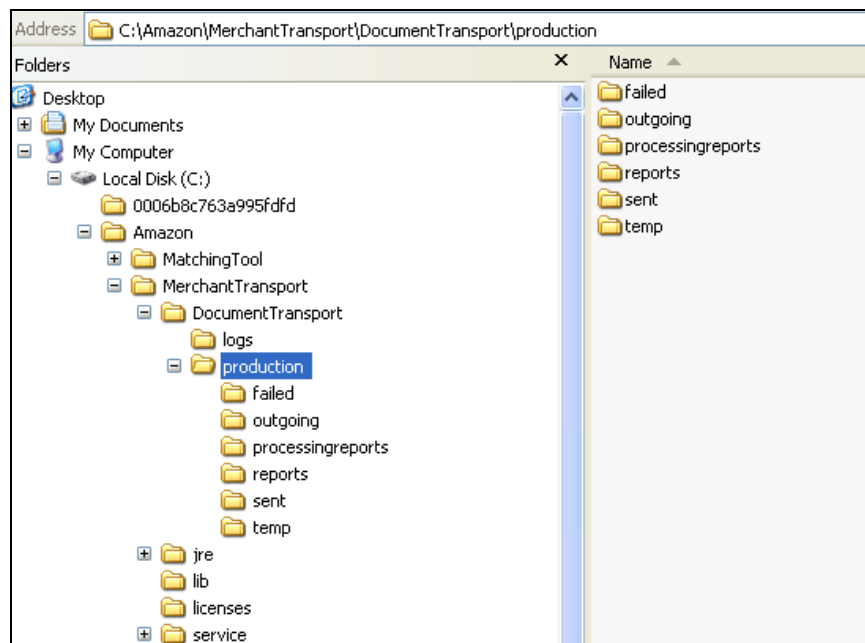 Address C:\Amazon\MerchantTransport\DocumentTransport\production
Folders
Desktop
My Documents
My Computer
Local Disk (C:)
0006b8c763a995fdfd
Amazon
MatchingTool
MerchantTransport
DocumentTransport
logs
production
failed
outgoing
processingreports
reports
sent
temp
jre
lib
licenses
service
Name
failed
outgoing
processingreports
reports
sent
temp